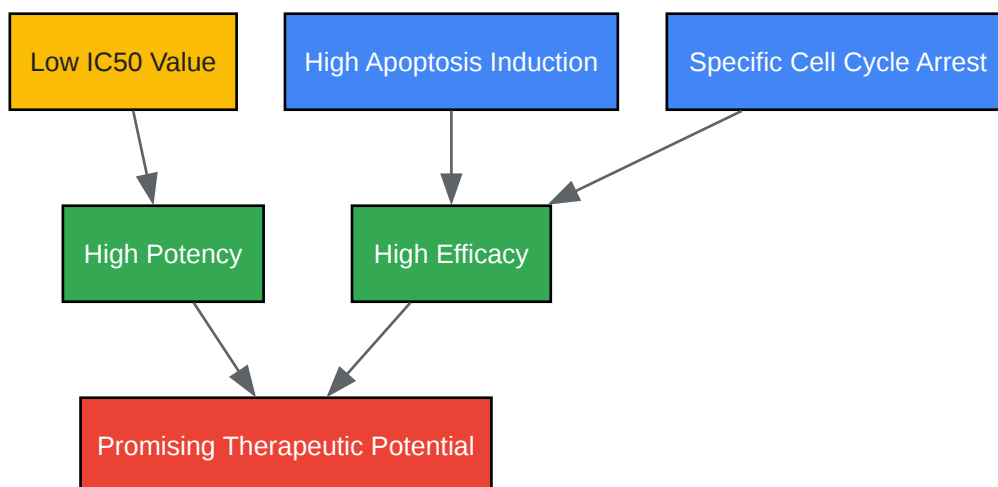 Low IC50 Value
High Apoptosis Induction
Specific Cell Cycle Arrest
High Potency
High Efficacy
Promising Therapeutic Potential